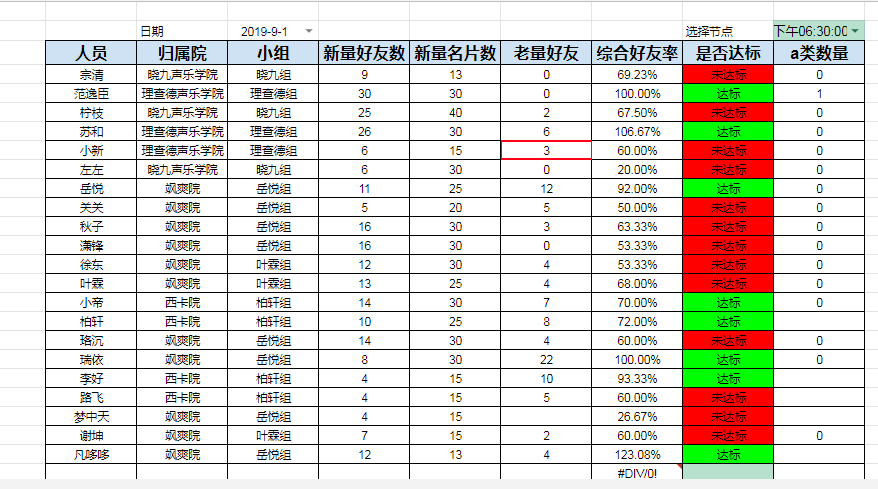 日期 2019-9-1 选择节点 下午06:30:00
人员 归属院 小组 新量好友数 新量名片数 老量好友 综合好友率 是否达标 a类数量
宗清 晓九声乐学院 晓九组 9 13 0 69.23% 未达标 0
范逸臣 理查德声乐学院 理查德组 30 30 0 100.00% 达标 1
柠枝 晓九声乐学院 晓九组 25 40 2 67.50% 未达标 0
苏和 理查德声乐学院 理查德组 26 30 6 106.67% 达标 0
小新 理查德声乐学院 理查德组 6 15 3 60.00% 未达标 0
左左 晓九声乐学院 晓九组 6 30 0 20.00% 未达标 0
岳悦 飒爽院 岳悦组 11 25 12 92.00% 达标 0
关关 飒爽院 岳悦组 5 20 5 50.00% 未达标 0
秋子 飒爽院 岳悦组 16 30 3 63.33% 未达标 0
潇锋 飒爽院 岳悦组 16 30 0 53.33% 未达标 0
徐东 飒爽院 叶霖组 12 30 4 53.33% 未达标 0
叶霖 飒爽院 叶霖组 13 25 4 68.00% 未达标 0
小帝 西卡院 柏轩组 14 30 7 70.00% 达标 0
柏轩 西卡院 柏轩组 10 25 8 72.00% 达标
珞沉 飒爽院 岳悦组 14 30 4 60.00% 未达标 0
瑞依 飒爽院 岳悦组 8 30 22 100.00% 达标 0
李好 西卡院 柏轩组 4 15 10 93.33% 达标
路飞 西卡院 柏轩组 4 15 5 60.00% 未达标
梦中天 飒爽院 岳悦组 4 15 26.67% 未达标
谢坤 飒爽院 叶霖组 7 15 2 60.00% 未达标 0
凡哆哆 飒爽院 岳悦组 12 13 4 123.08% 达标
#DIV/0!